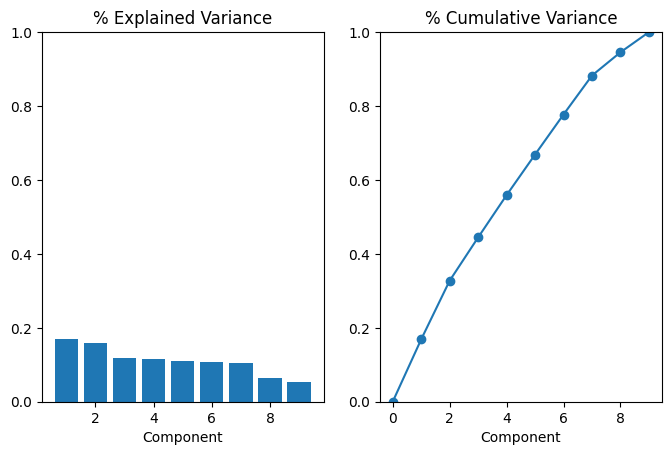 % Explained Variance
1.0
0.8
0.6
0.4
0.2
0.0
2 4 6 8
Component
% Cumulative Variance
1.0
0.8
0.6
0.4
0.2
0.0
0 2 4 6 8
Component